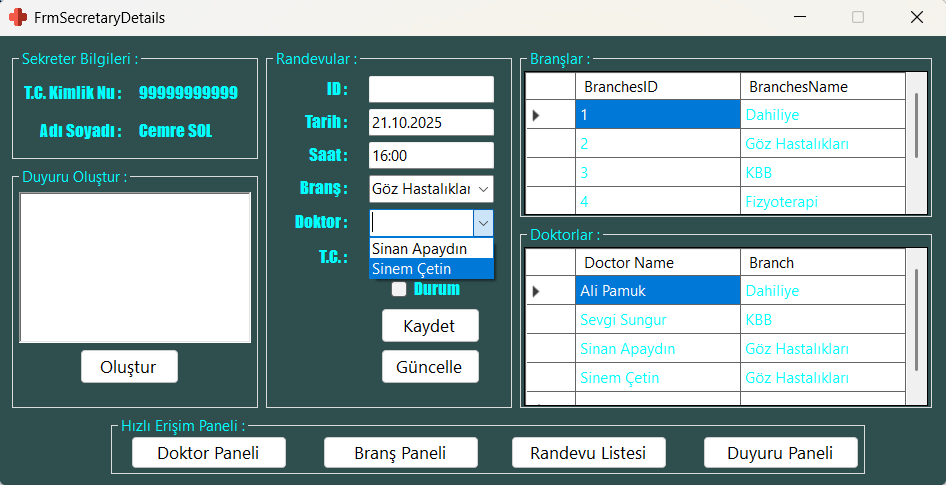 FrmSecretaryDetails
Sekreter Bilgileri :
T.C. Kimlik Nu : 99999999999
Adı Soyadı : Cemre SOL
Duyuru Oluştur :
Oluştur
Randevular :
ID :
Tarih : 21.10.2025
Saat : 16:00
Branş : Göz Hastalıklar
Doktor :
Sinan Apaydın
Sinem Çetin
T.C. :
Durum
Kaydet
Güncelle
Branşlar :
BranchesID BranchesName
1 Dahiliye
2 Göz Hastalıkları
3 KBB
4 Fizyoterapi
Doktorlar :
Doctor Name Branch
Ali Pamuk Dahiliye
Sevgi Sungur KBB
Sinan Apaydın Göz Hastalıkları
Sinem Çetin Göz Hastalıkları
Hızlı Erişim Paneli :
Doktor Paneli Branş Paneli Randevu Listesi Duyuru Paneli